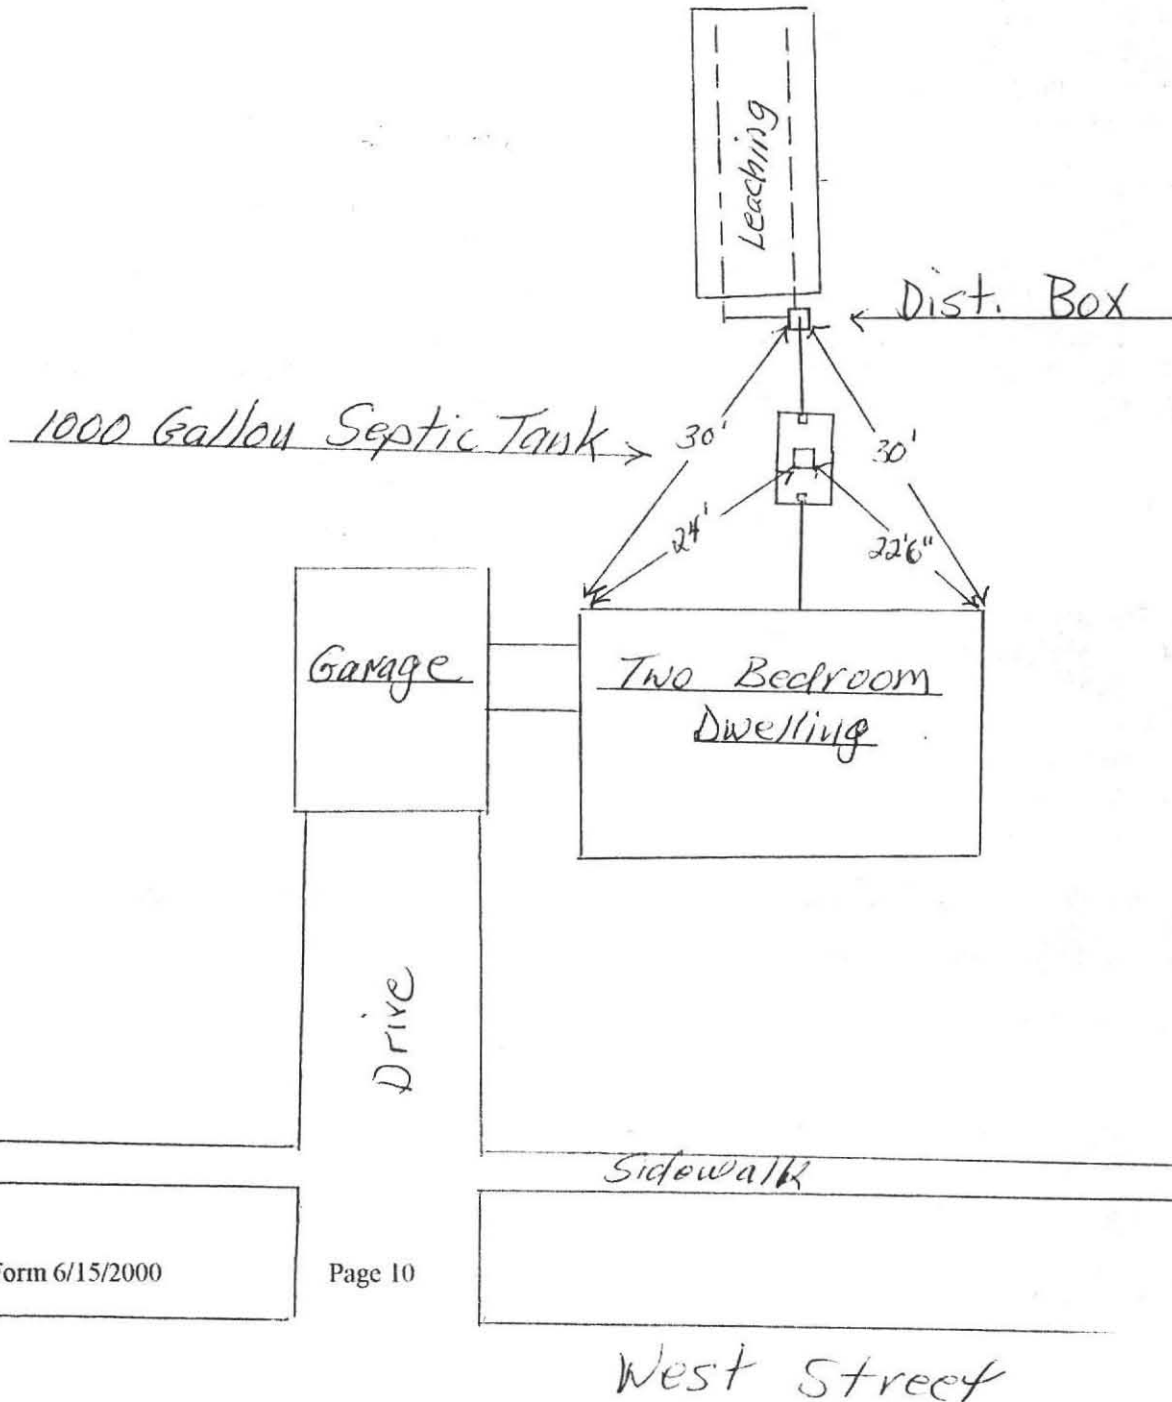 Leaching
Dist. Box
1000 Gallon Septic Tank
30'
30'
24'
22'6"
Garage
Two Bedroom
Dwelling
Drive
Sidewalk
Form 6/15/2000
Page 10
West Street